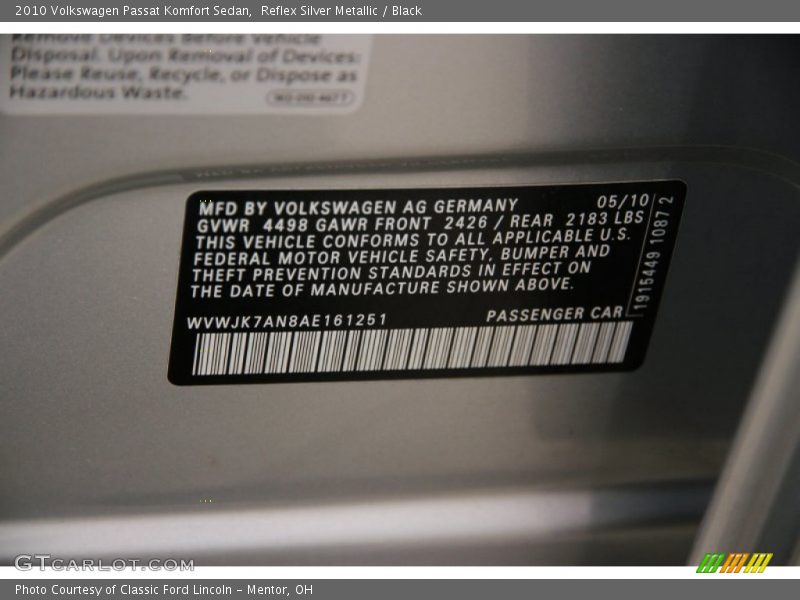 2010 Volkswagen Passat Komfort Sedan,  Reflex Silver Metallic / Black
Remove Devices Before Vehicle
Disposal. Upon Removal of Devices:
Please Reuse, Recycle, or Dispose as
Hazardous Waste.
MFD BY VOLKSWAGEN AG GERMANY 05/10
GVWR 4498 GAWR FRONT 2426 / REAR 2183 LBS
THIS VEHICLE CONFORMS TO ALL APPLICABLE U.S.
FEDERAL MOTOR VEHICLE SAFETY, BUMPER AND
THEFT PREVENTION STANDARDS IN EFFECT ON
THE DATE OF MANUFACTURE SHOWN ABOVE.
WVWJK7AN8AE161251 PASSENGER CAR
1915449 1087 2
GTCARLOT.COM
Photo Courtesy of Classic Ford Lincoln - Mentor, OH